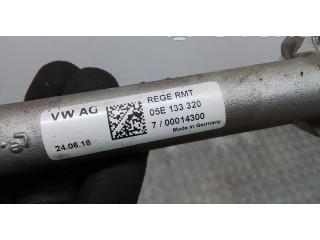 VW AG
REGE RMT
05E 133 320
24.06.18
7 / 00014300
Made in Germany